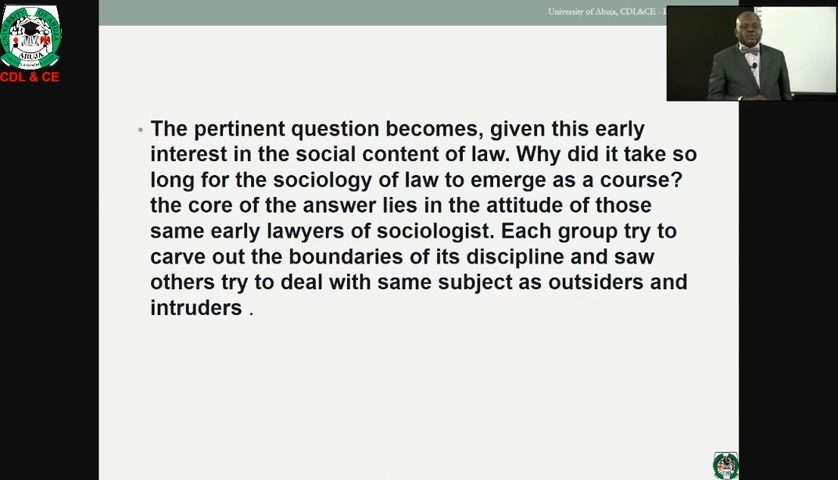 University of Abuja, CDL&CE - 
ABUJA
CDL & CE
• The pertinent question becomes, given this early
interest in the social content of law. Why did it take so
long for the sociology of law to emerge as a course?
the core of the answer lies in the attitude of those
same early lawyers of sociologist. Each group try to
carve out the boundaries of its discipline and saw
others try to deal with same subject as outsiders and
intruders .